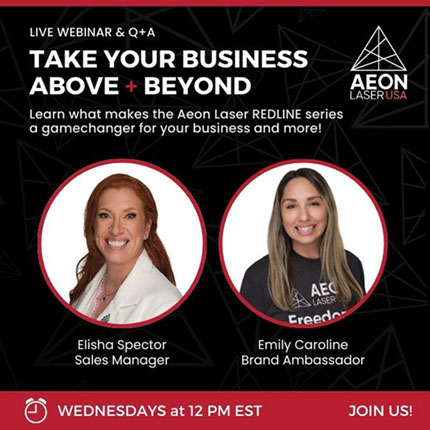 LIVE WEBINAR & Q+A
TAKE YOUR BUSINESS
ABOVE + BEYOND
AEON
LASER USA
Learn what makes the Aeon Laser REDLINE series
a gamechanger for your business and more!
AEON
LASER USA
Freedom
Elisha Spector
Sales Manager
Emily Caroline
Brand Ambassador
WEDNESDAYS at 12 PM EST
JOIN US!